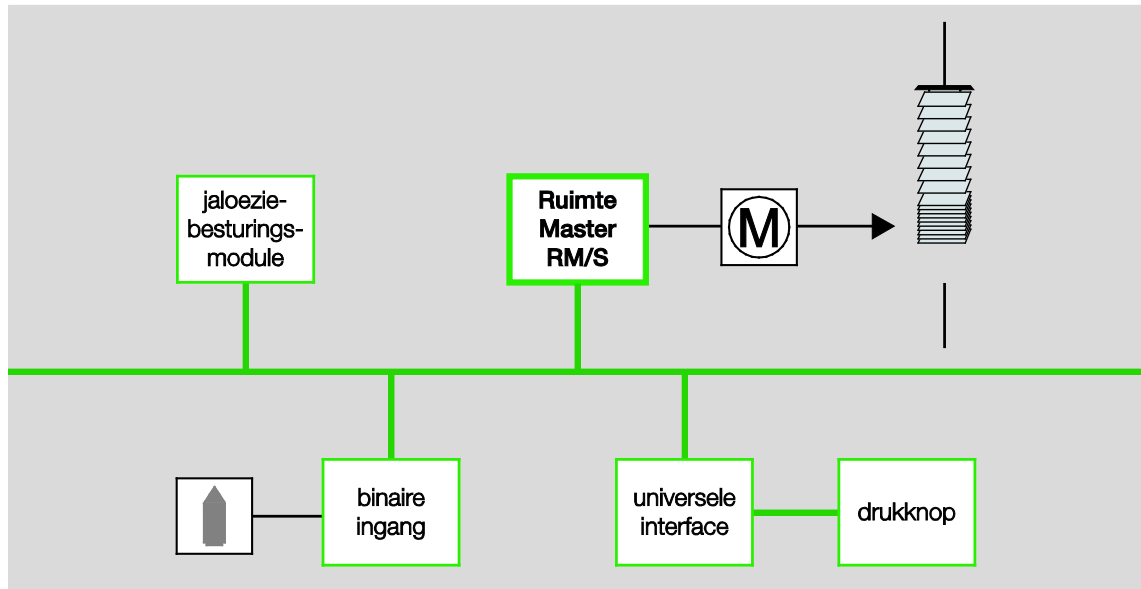 jaloezie-
besturings-
module
Ruimte
Master
RM/S
M
binaire
ingang
universele
interface
drukknop